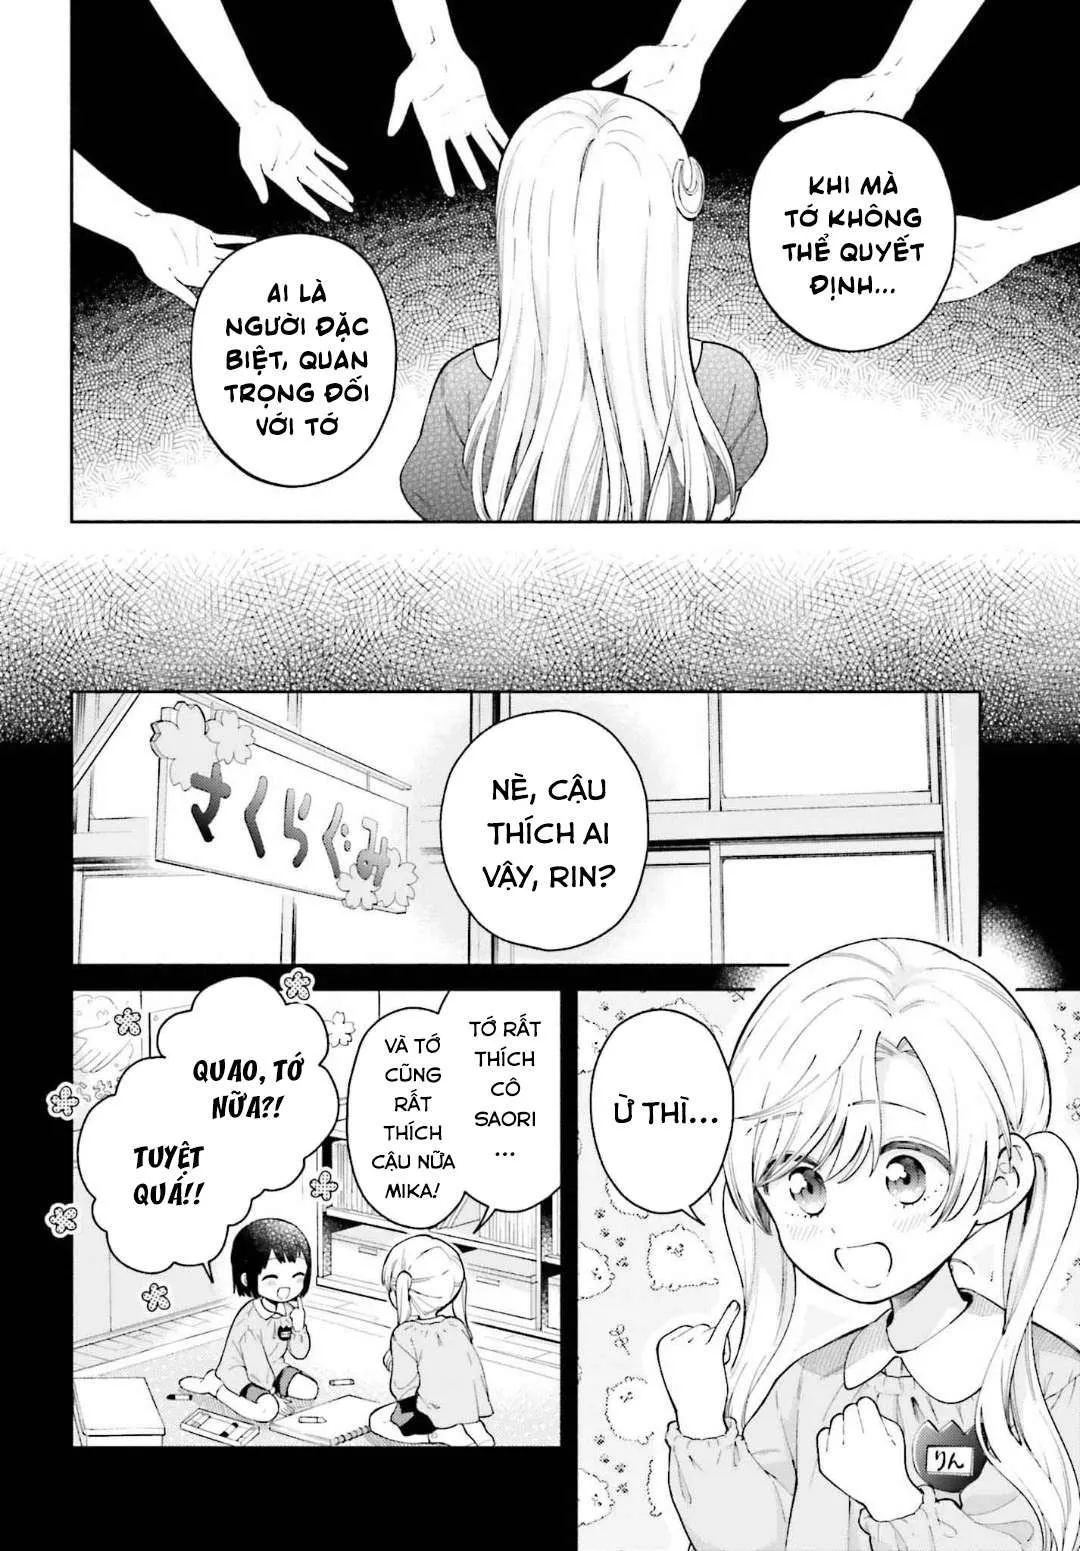 KHI MÀ
TỚ KHÔNG
THỂ QUYẾT
ĐỊNH...
AI LÀ
NGƯỜI ĐẶC
BIỆT, QUAN
TRỌNG ĐỐI
VỚI TỚ
さくらぐみ
NÈ, CẬU
THÍCH AI
VẬY, RIN?
Ừ THÌ...
りん
TỚ RẤT
THÍCH
CÔ
SAORI
...
VÀ TỚ
CŨNG
RẤT
THÍCH
CẬU NỮA
MIKA!
QUAO, TỚ
NỮA?!
TUYỆT
QUÁ!!